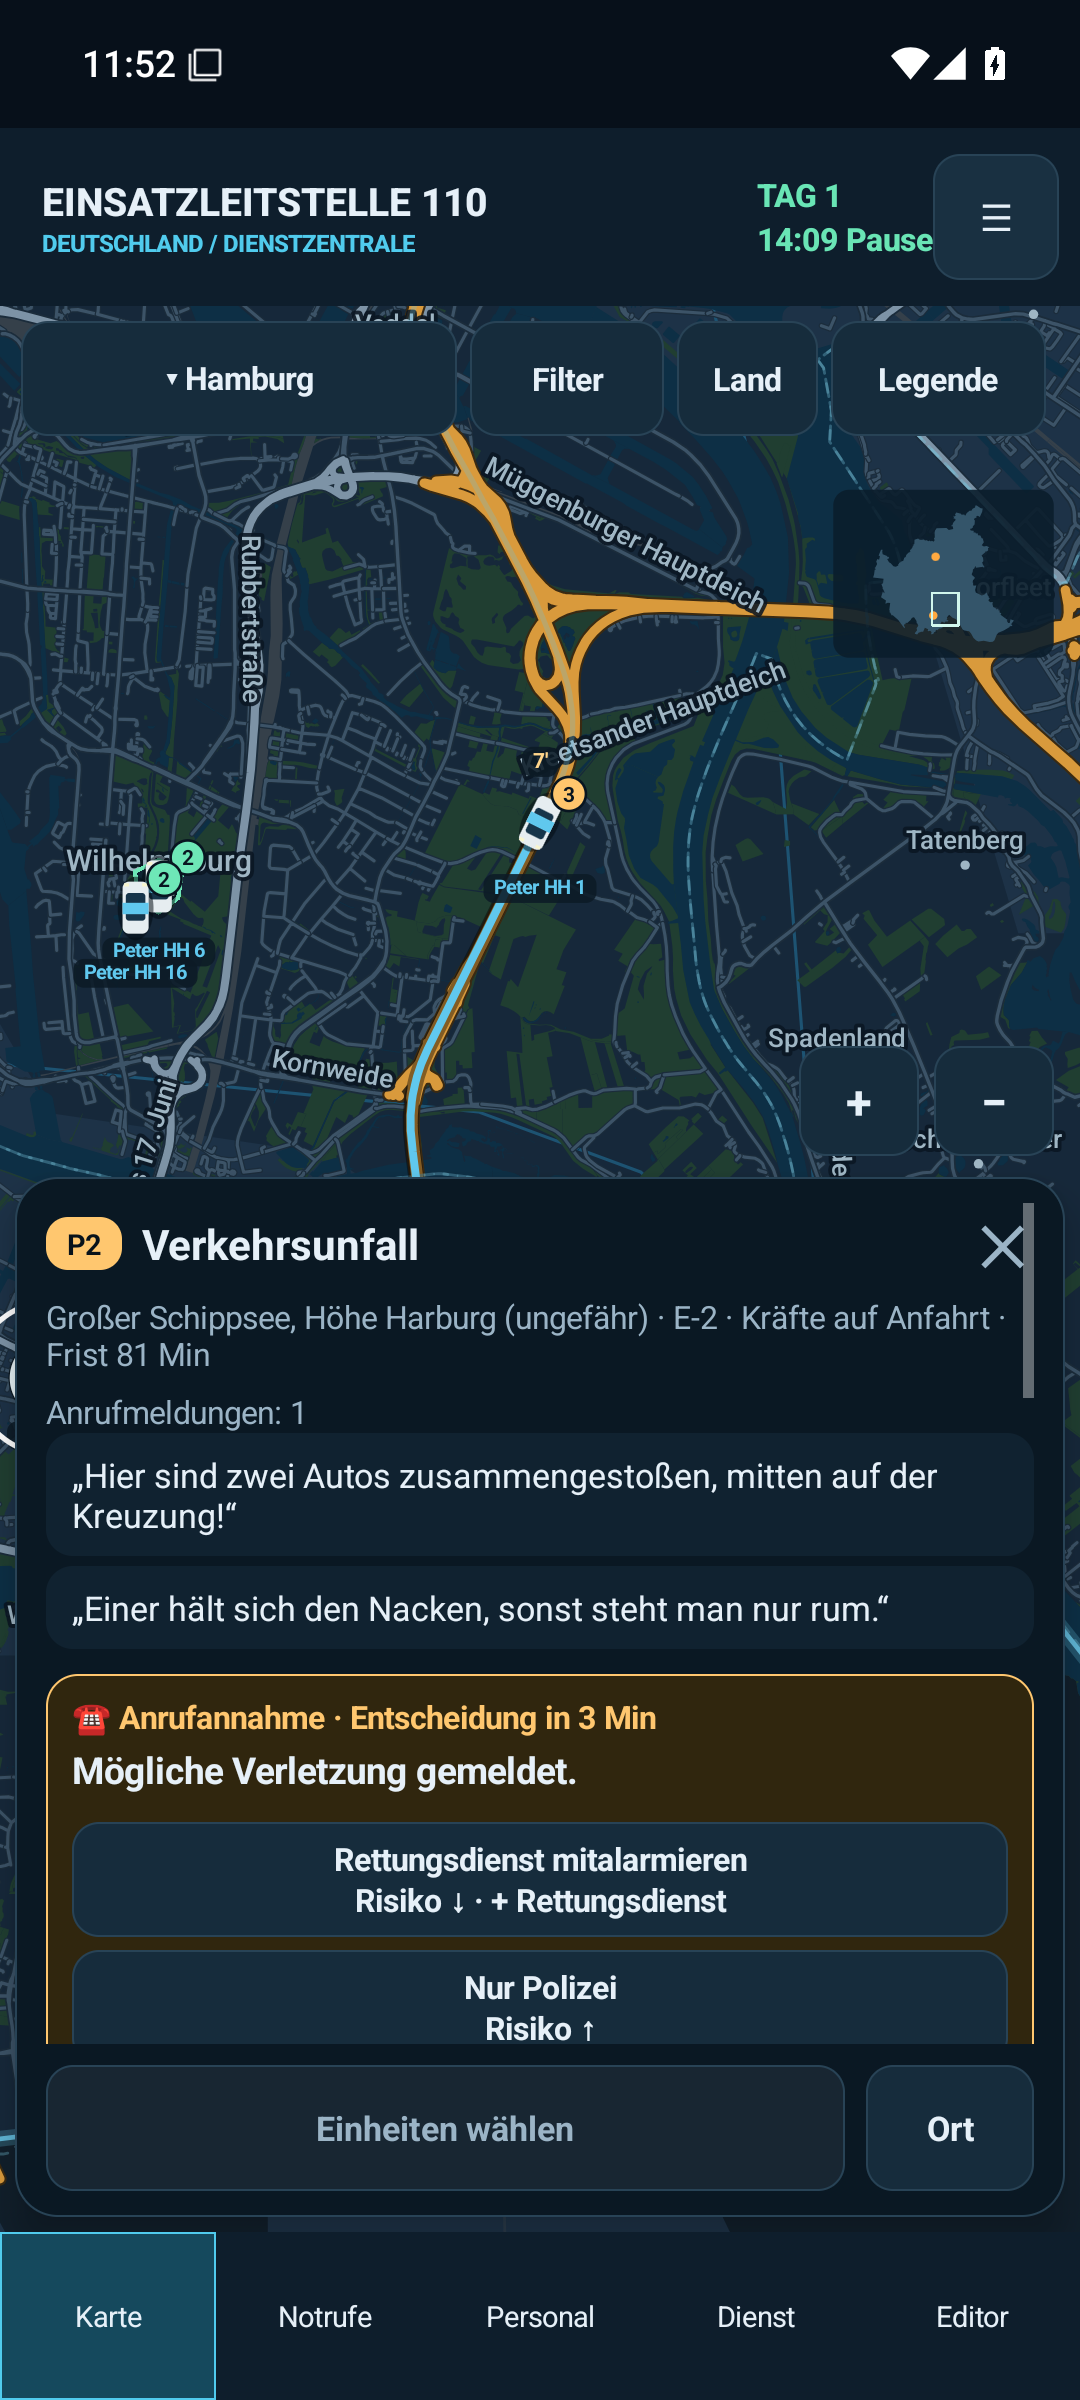 11:52
EINSATZLEITSTELLE 110
DEUTSCHLAND / DIENSTZENTRALE
TAG 1
14:09 Pause
☰
▾ Hamburg
Filter
Land
Legende
Müggenburger Hauptdeich
Rubbertstraße
Hauptdeich
7'
3
Peter HH 1
2
2
Peter HH 6
Peter HH 16
Tatenberg
Spadenland
Kornweide
17. Juni
+
−
P2 Verkehrsunfall
Großer Schippsee, Höhe Harburg (ungefähr) · E-2 · Kräfte auf Anfahrt ·
Frist 81 Min
Anrufmeldungen: 1
„Hier sind zwei Autos zusammengestoßen, mitten auf der
Kreuzung!“
„Einer hält sich den Nacken, sonst steht man nur rum.“
☎️ Anrufannahme · Entscheidung in 3 Min
Mögliche Verletzung gemeldet.
Rettungsdienst mitalarmieren
Risiko ↓ · + Rettungsdienst
Nur Polizei
Risiko ↑
Einheiten wählen
Ort
Karte
Notrufe
Personal
Dienst
Editor